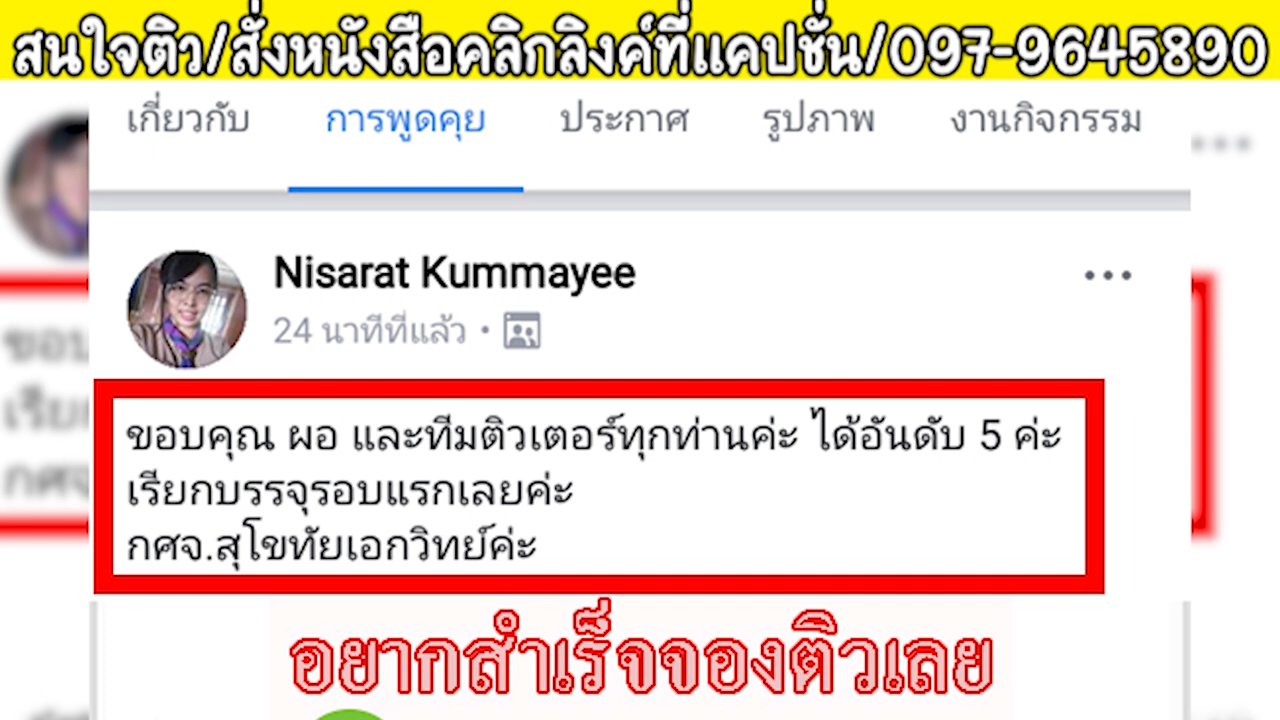 สนใจติว/สั่งหนังสือคลิกลิงค์ที่แคปชั่น/097-9645890
เกี่ยวกับ การพูดคุย ประกาศ รูปภาพ งานกิจกรรม
Nisarat Kummayee
24 นาทีที่แล้ว
ขอบคุณ ผอ และทีมติวเตอร์ทุกท่านค่ะ ได้อันดับ 5 ค่ะ
เรียกบรรจุรอบแรกเลยค่ะ
กศจ.สุโขทัยเอกวิทย์ค่ะ
อยากสำเร็จจองติวเลย